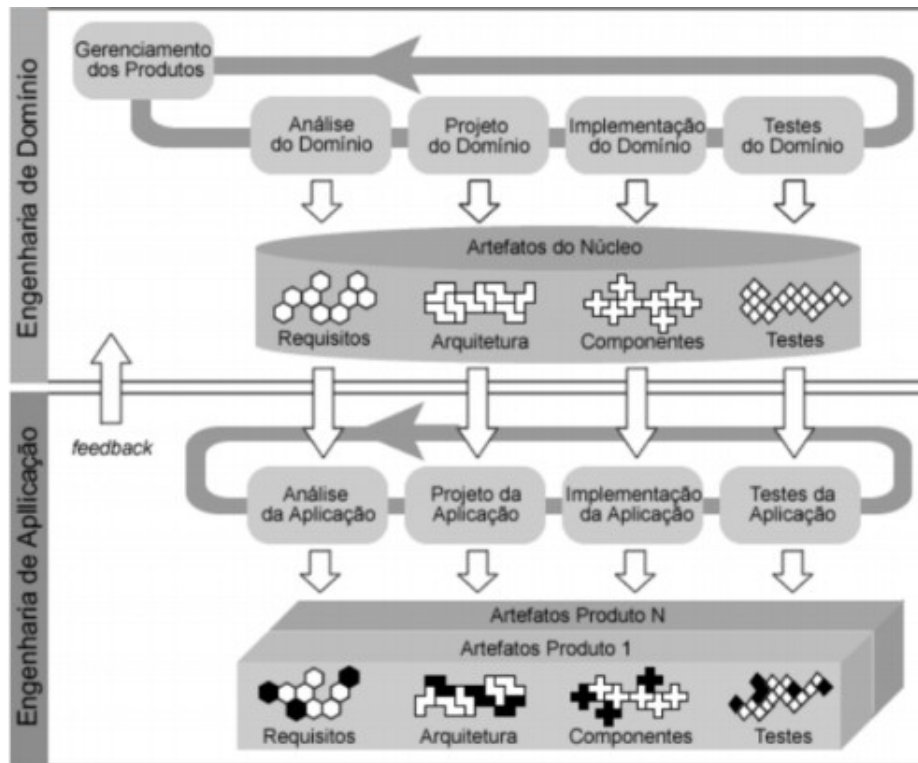 Engenharia de Domínio
Gerenciamento
dos Produtos
Análise
do Domínio
Projeto
do Domínio
Implementação
do Domínio
Testes
do Domínio
Artefatos do Núcleo
Requisitos
Arquitetura
Componentes
Testes
feedback
Engenharia de Apllicação
Análise
da Aplicação
Projeto da
Aplicação
Implementação
da Aplicação
Testes da
Aplicação
Artefatos Produto N
Artefatos Produto 1
Requisitos
Arquitetura
Componentes
Testes